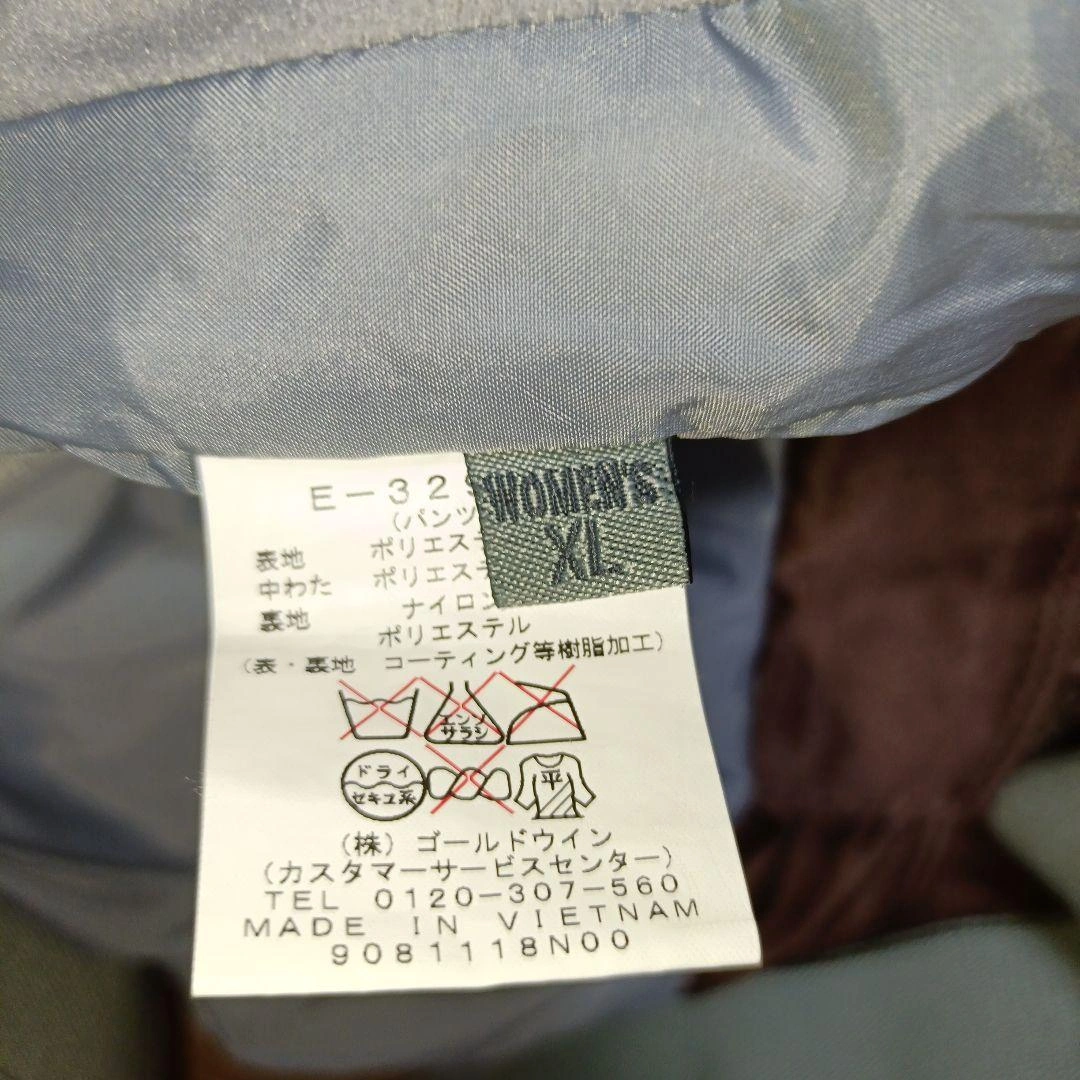 WOMEN'S
XL
E-32
(パンツ
表地 ポリエステ
中わた ポリエステ
裏地 ナイロン
ポリエステル
(表・裏地 コーティング等樹脂加工)
エンソ
サラシ
ドライ
セキユ系
平
(株) ゴールドウイン
(カスタマーサービスセンター)
TEL 0120-307-560
MADE IN VIETNAM
9081118N00